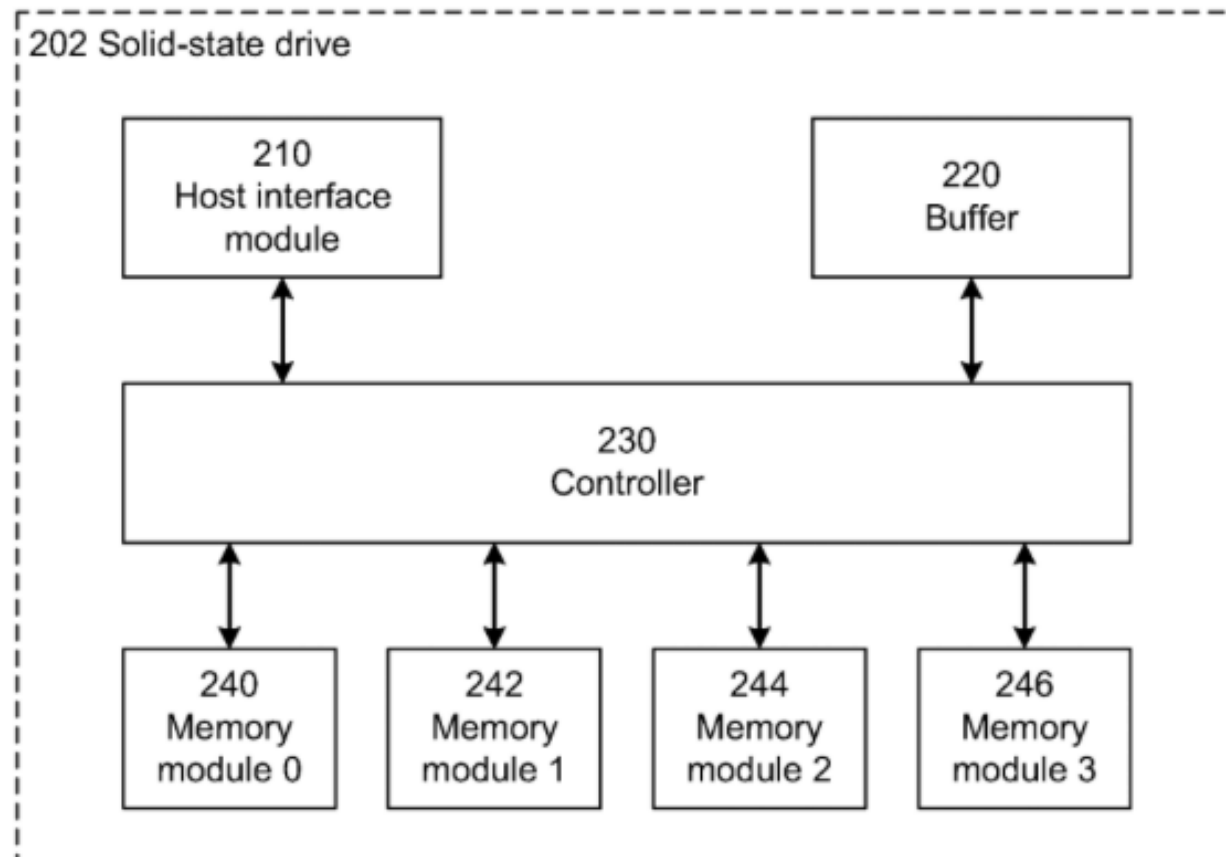 202 Solid-state drive
210
Host interface
module
220
Buffer
230
Controller
240
Memory
module 0
242
Memory
module 1
244
Memory
module 2
246
Memory
module 3